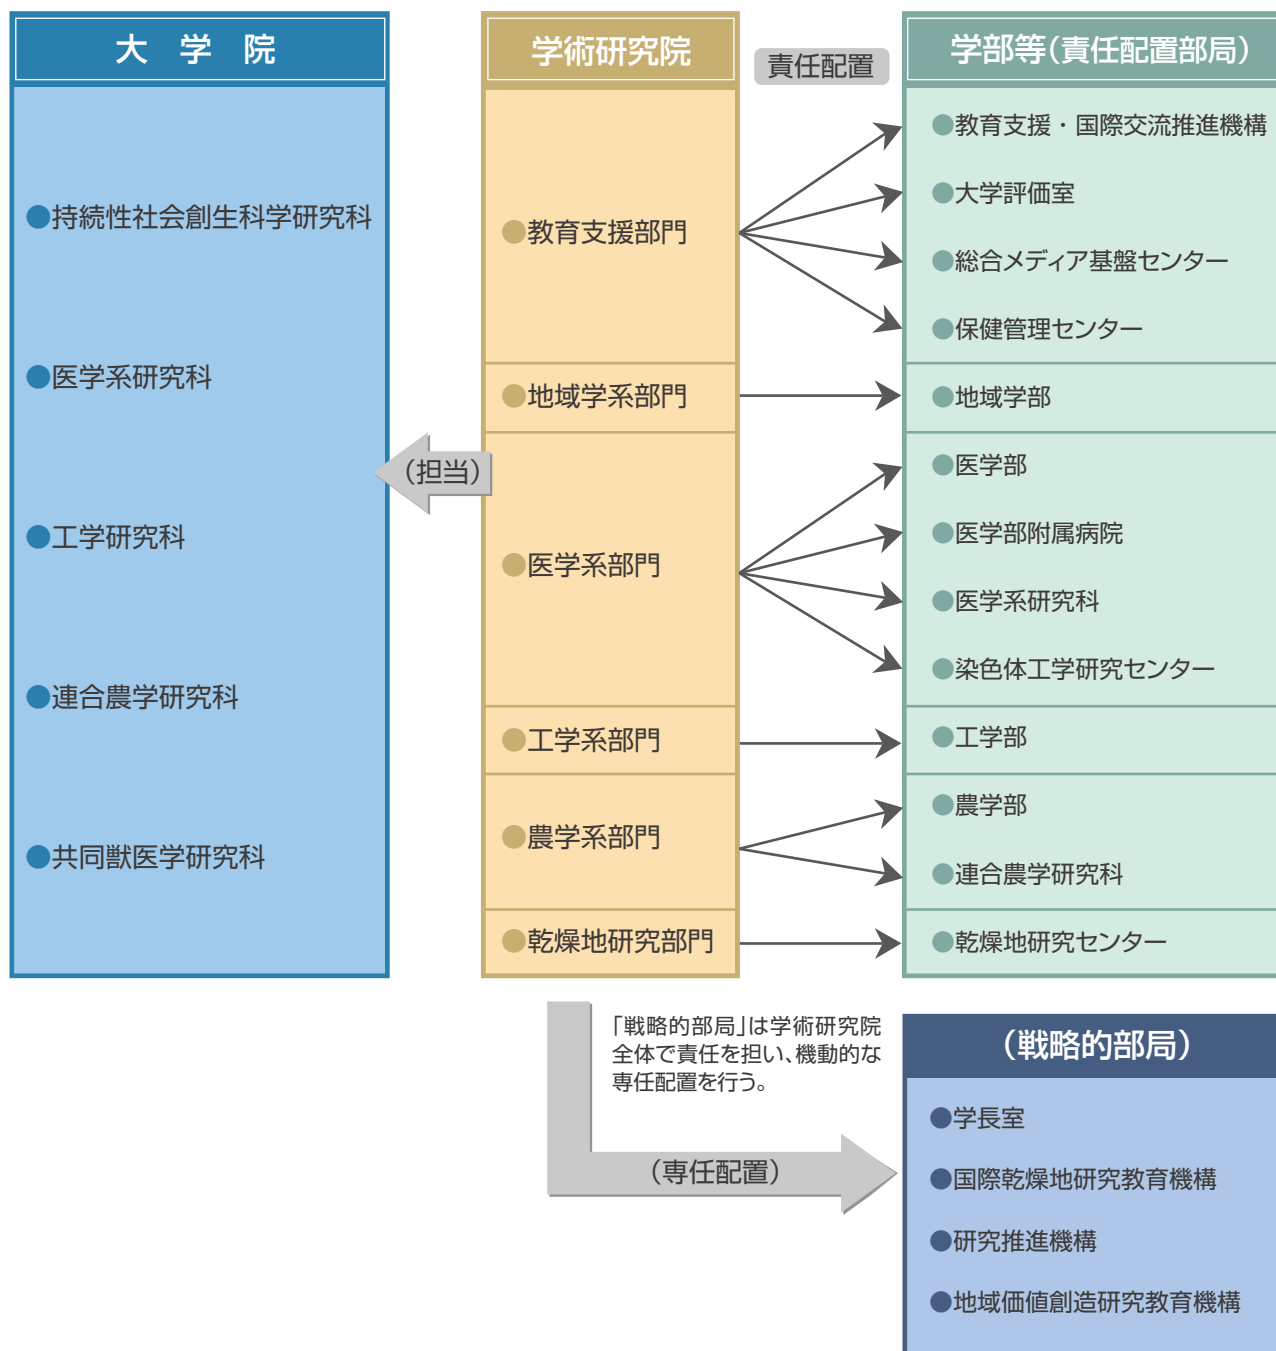 大学院
●持続性社会創生科学研究科
●医学系研究科
●工学研究科
●連合農学研究科
●共同獣医学研究科
(担当)
学術研究院
●教育支援部門
●地域学系部門
●医学系部門
●工学系部門
●農学系部門
●乾燥地研究部門
責任配置
学部等(責任配置部局)
●教育支援・国際交流推進機構
●大学評価室
●総合メディア基盤センター
●保健管理センター
●地域学部
●医学部
●医学部附属病院
●医学系研究科
●染色体工学研究センター
●工学部
●農学部
●連合農学研究科
●乾燥地研究センター
「戦略的部局」は学術研究院
全体で責任を担い、機動的な
専任配置を行う。
(専任配置)
(戦略的部局)
●学長室
●国際乾燥地研究教育機構
●研究推進機構
●地域価値創造研究教育機構